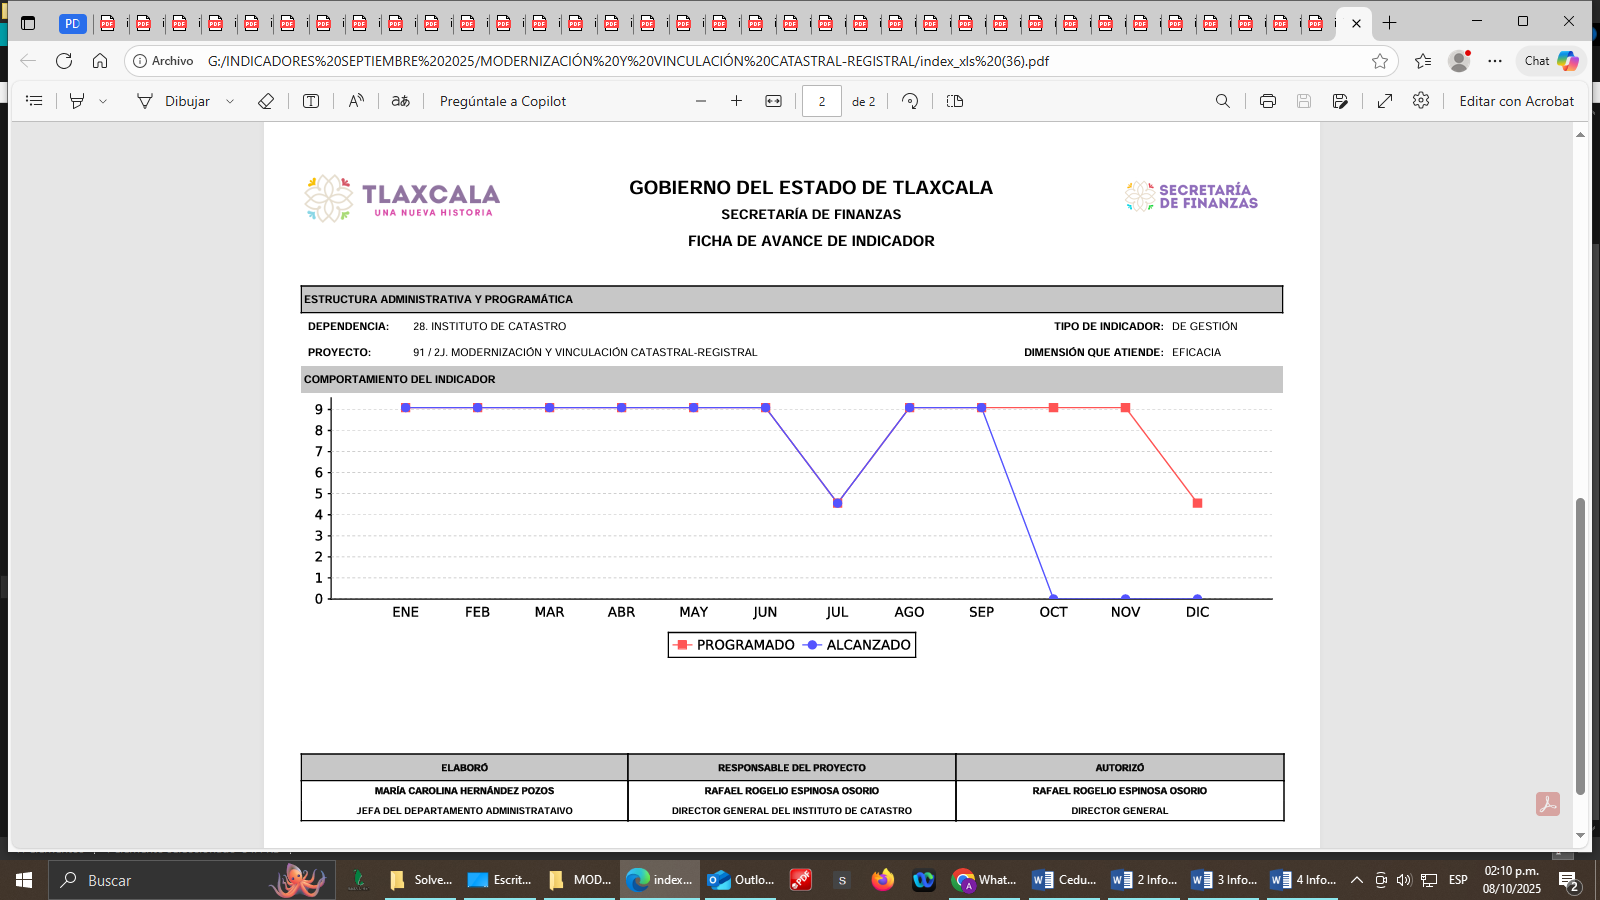 PD
Archivo
G:/INDICADORES%20SEPTIEMBRE%202025/MODERNIZACIÓN%20Y%20VINCULACIÓN%20CATASTRAL-REGISTRAL/index_xls%20(36).pdf
Chat
Dibujar
Pregúntale a Copilot
2
de 2
Editar con Acrobat
TLAXCALA
UNA NUEVA HISTORIA
GOBIERNO DEL ESTADO DE TLAXCALA
SECRETARÍA DE FINANZAS
FICHA DE AVANCE DE INDICADOR
SECRETARÍA
DE FINANZAS
ESTRUCTURA ADMINISTRATIVA Y PROGRAMÁTICA
DEPENDENCIA: 28. INSTITUTO DE CATASTRO TIPO DE INDICADOR: DE GESTIÓN
PROYECTO: 91 / 2J. MODERNIZACIÓN Y VINCULACIÓN CATASTRAL-REGISTRAL DIMENSIÓN QUE ATIENDE: EFICACIA
COMPORTAMIENTO DEL INDICADOR
9
8
7
6
5
4
3
2
1
0
ENE FEB MAR ABR MAY JUN JUL AGO SEP OCT NOV DIC
PROGRAMADO ALCANZADO
ELABORÓ RESPONSABLE DEL PROYECTO AUTORIZÓ
MARÍA CAROLINA HERNÁNDEZ POZOS RAFAEL ROGELIO ESPINOSA OSORIO RAFAEL ROGELIO ESPINOSA OSORIO
JEFA DEL DEPARTAMENTO ADMINISTRATAIVO DIRECTOR GENERAL DEL INSTITUTO DE CATASTRO DIRECTOR GENERAL
Buscar
Solve...
Escrit...
MOD...
index...
Outlo...
What...
Cedu...
2 Info...
3 Info...
4 Info...
ESP
02:10 p.m.
08/10/2025
2